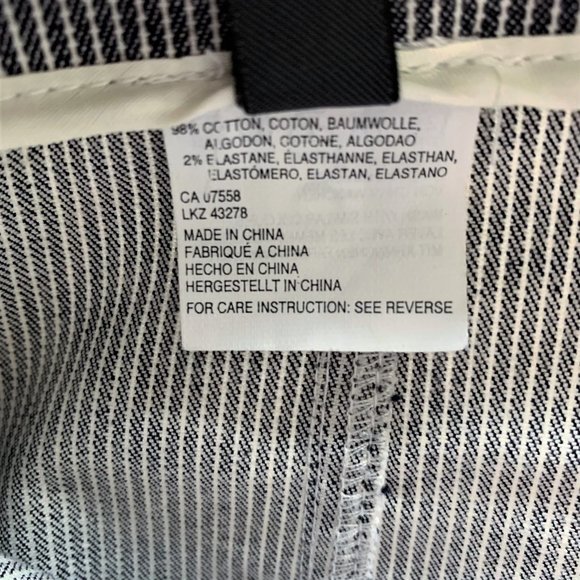 98% COTTON, COTON, BAUMWOLLE,
ALGODON, COTONE, ALGODAO
2% ELASTANE, ÉLASTHANNE, ELASTHAN,
ELASTÓMERO, ELASTAN, ELASTANO
CA 07558
LKZ 43278
MADE IN CHINA
FABRIQUÉ A CHINA
HECHO EN CHINA
HERGESTELLT IN CHINA
FOR CARE INSTRUCTION: SEE REVERSE